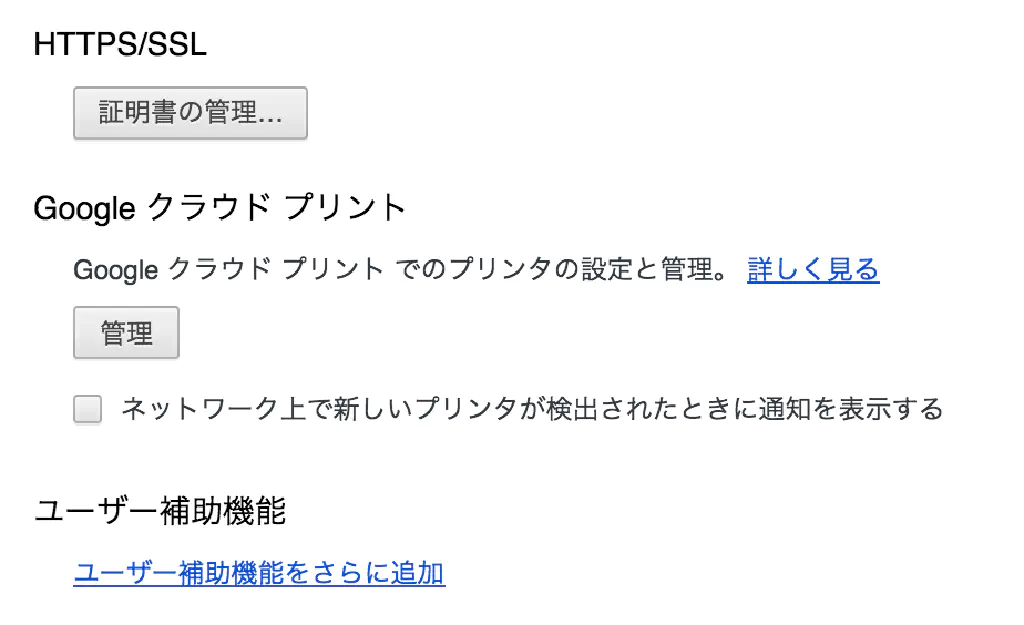 HTTPS/SSL
証明書の管理...
Google クラウド プリント
Google クラウド プリント でのプリンタの設定と管理。 詳しく見る
管理
ネットワーク上で新しいプリンタが検出されたときに通知を表示する
ユーザー補助機能
ユーザー補助機能をさらに追加